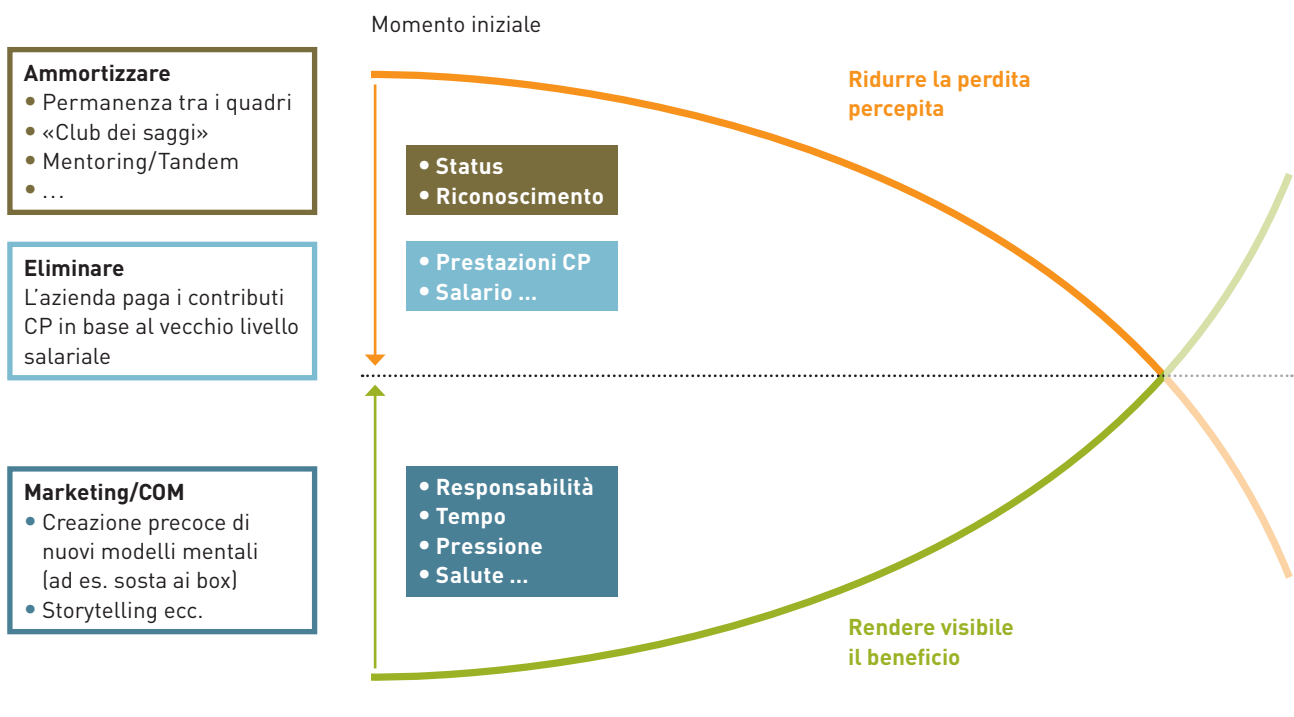 Momento iniziale
Ammortizzare
• Permanenza tra i quadri
• «Club dei saggi»
• Mentoring/Tandem
• …
Eliminare
L’azienda paga i contributi
CP in base al vecchio livello
salariale
Marketing/COM
• Creazione precoce di
nuovi modelli mentali
(ad es. sosta ai box)
• Storytelling ecc.
• Status
• Riconoscimento
• Prestazioni CP
• Salario ...
• Responsabilità
• Tempo
• Pressione
• Salute ...
Ridurre la perdita
percepita
Rendere visibile
il beneficio